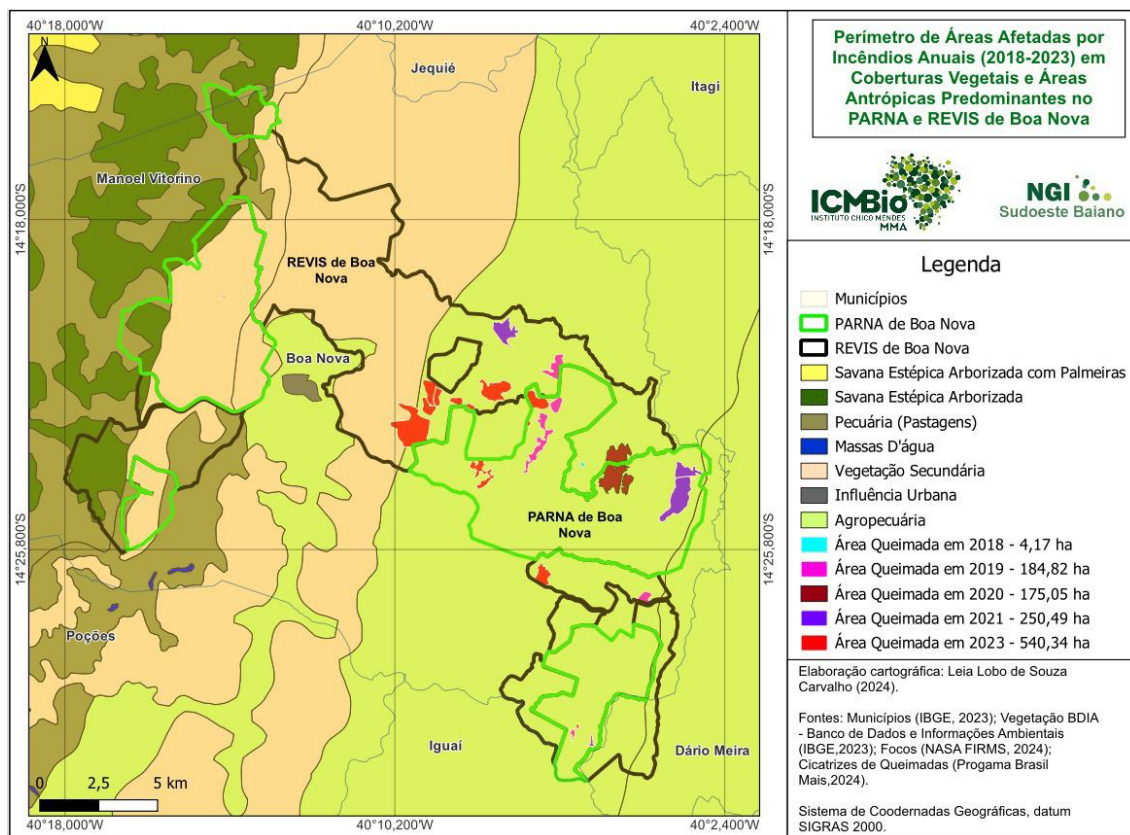 40°18,000'W
40°10,200'W
40°2,400'W
N
Jequié
Itagi
Manoel Vitorino
14°18,000'S
14°18,000'S
REVIS de Boa
Nova
Boa Nova
PARNA de Boa
Nova
14°25,800'S
14°25,800'S
Poções
Iguaí
Dário Meira
0 2,5 5 km
40°18,000'W
40°10,200'W
40°2,400'W
Perímetro de Áreas Afetadas por
Incêndios Anuais (2018-2023) em
Coberturas Vegetais e Áreas
Antrópicas Predominantes no
PARNA e REVIS de Boa Nova
ICMBio
INSTITUTO CHICO MENDES
MMA
NGI
Sudoeste Baiano
Legenda
Municípios
PARNA de Boa Nova
REVIS de Boa Nova
Savana Estépica Arborizada com Palmeiras
Savana Estépica Arborizada
Pecuária (Pastagens)
Massas D'água
Vegetação Secundária
Influência Urbana
Agropecuária
Área Queimada em 2018 - 4,17 ha
Área Queimada em 2019 - 184,82 ha
Área Queimada em 2020 - 175,05 ha
Área Queimada em 2021 - 250,49 ha
Área Queimada em 2023 - 540,34 ha
Elaboração cartográfica: Leia Lobo de Souza
Carvalho (2024).
Fontes: Municípios (IBGE, 2023); Vegetação BDIA
- Banco de Dados e Informações Ambientais
(IBGE,2023); Focos (NASA FIRMS, 2024);
Cicatrizes de Queimadas (Progama Brasil
Mais,2024).
Sistema de Coodernadas Geográficas, datum
SIGRAS 2000.